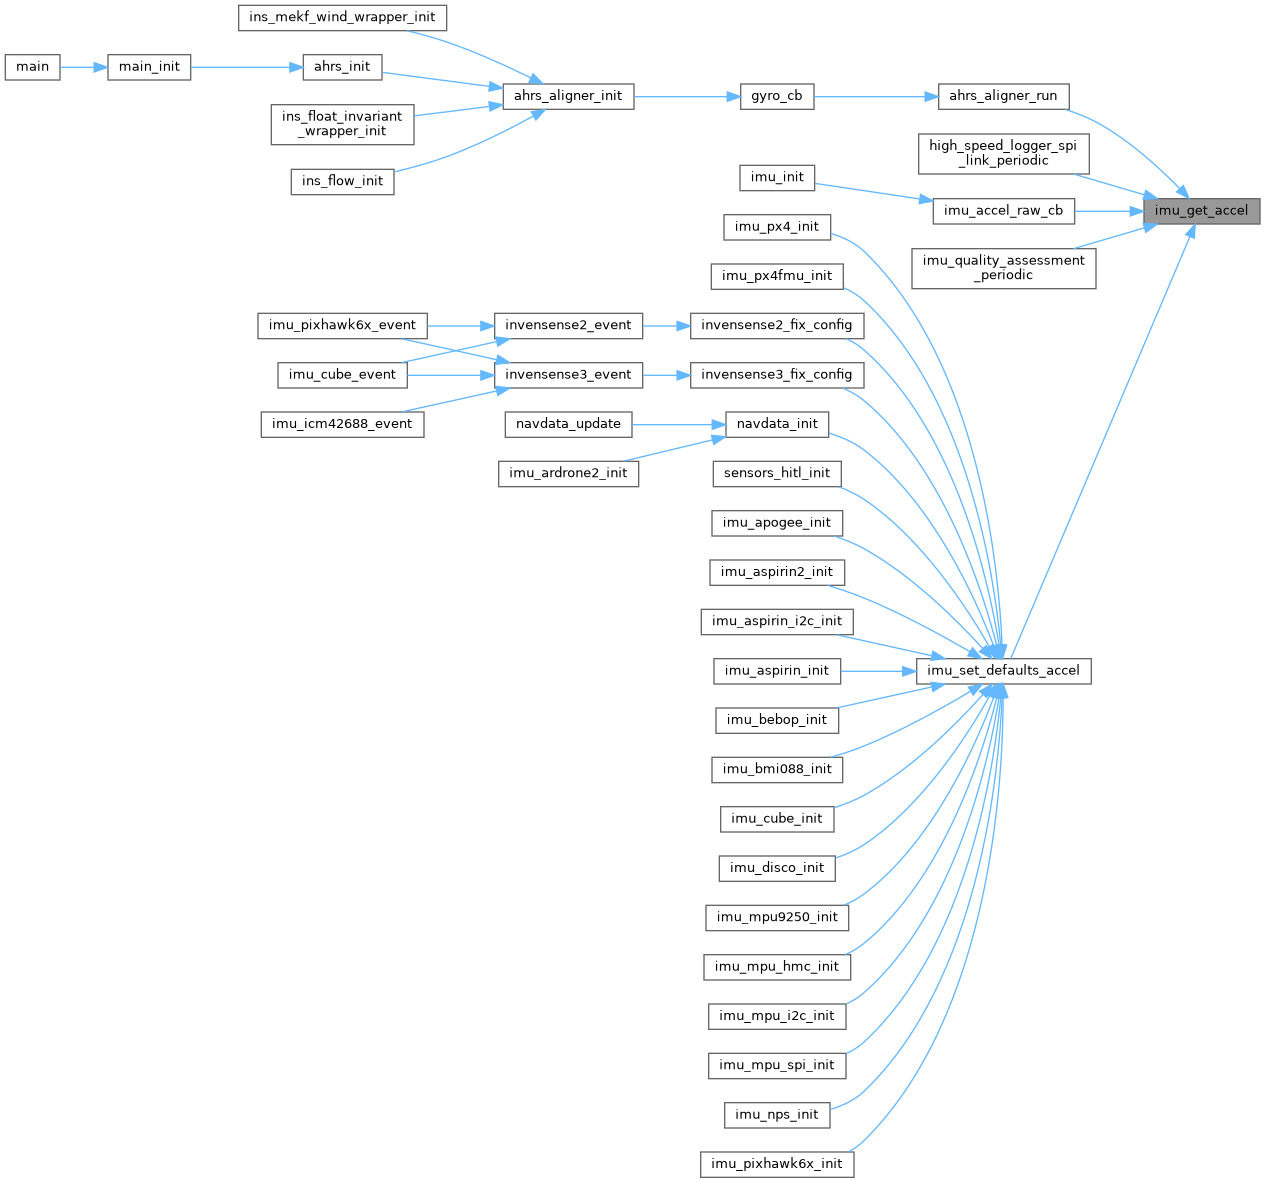 ins_mekf_wind_wrapper_init
main
main_init
ahrs_init
ahrs_aligner_init
gyro_cb
ahrs_aligner_run
ins_float_invariant
_wrapper_init
ins_flow_init
high_speed_logger_spi
_link_periodic
imu_init
imu_accel_raw_cb
imu_get_accel
imu_px4_init
imu_quality_assessment
_periodic
imu_px4fmu_init
imu_pixhawk6x_event
invensense2_event
invensense2_fix_config
imu_cube_event
invensense3_event
invensense3_fix_config
imu_icm42688_event
navdata_update
navdata_init
imu_ardrone2_init
sensors_hitl_init
imu_apogee_init
imu_aspirin2_init
imu_aspirin_i2c_init
imu_aspirin_init
imu_set_defaults_accel
imu_bebop_init
imu_bmi088_init
imu_cube_init
imu_disco_init
imu_mpu9250_init
imu_mpu_hmc_init
imu_mpu_i2c_init
imu_mpu_spi_init
imu_nps_init
imu_pixhawk6x_init